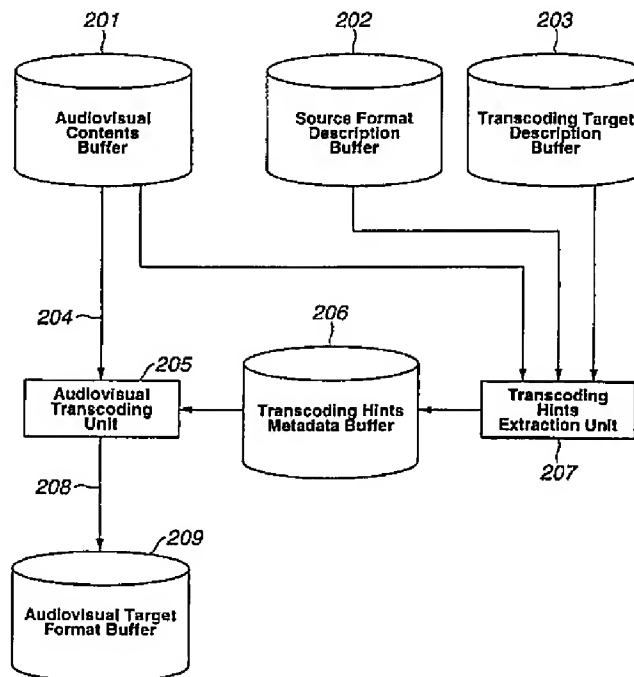 201
202
203
Audiovisual
Contents
Buffer
Source Format
Description
Buffer
Transcoding Target
Description
Buffer
204
205
206
Audiovisual
Transcoding
Unit
Transcoding Hints
Metadata Buffer
Transcoding
Hints
Extraction Unit
207
208
209
Audiovisual Target
Format Buffer